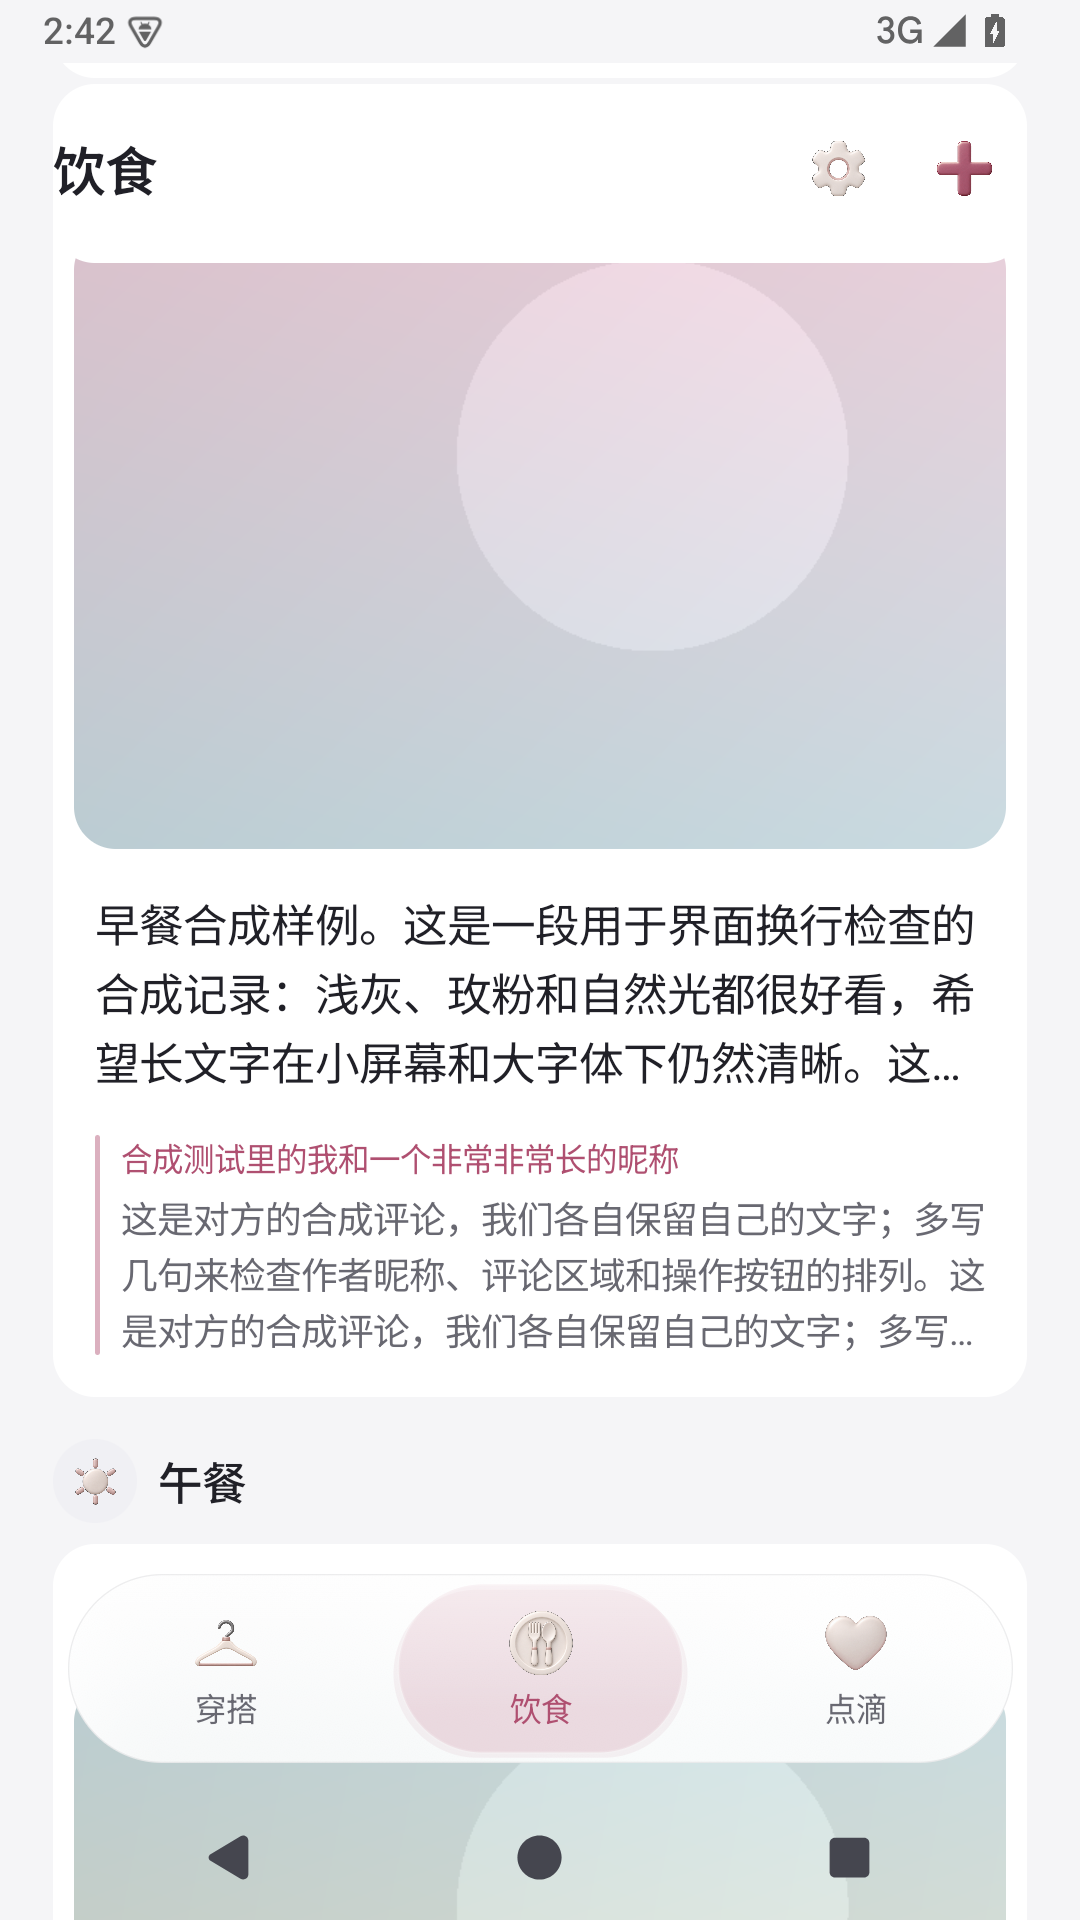 2:42
3G
饮食
早餐合成样例。这是一段用于界面换行检查的
合成记录：浅灰、玫粉和自然光都很好看，希
望长文字在小屏幕和大字体下仍然清晰。这...
合成测试里的我和一个非常非常长的昵称
这是对方的合成评论，我们各自保留自己的文字；多写
几句来检查作者昵称、评论区域和操作按钮的排列。这
是对方的合成评论，我们各自保留自己的文字；多写...
午餐
穿搭
饮食
点滴